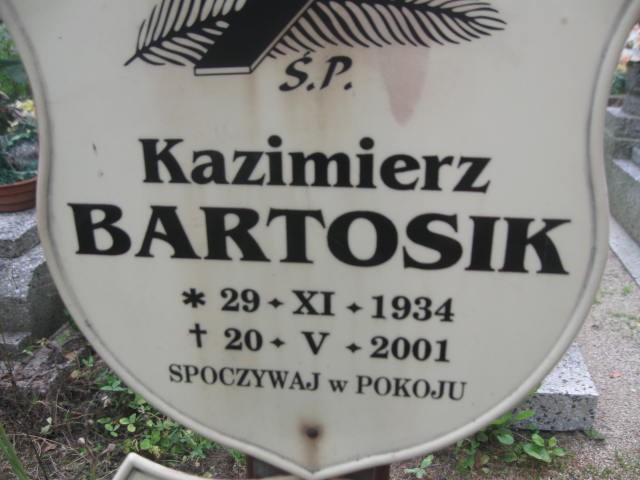 Ś.P.
Kazimierz
BARTOSIK
* 29 ✦ XI ✦ 1934
† 20 ✦ V ✦ 2001
SPOCZYWAJ w POKOJU